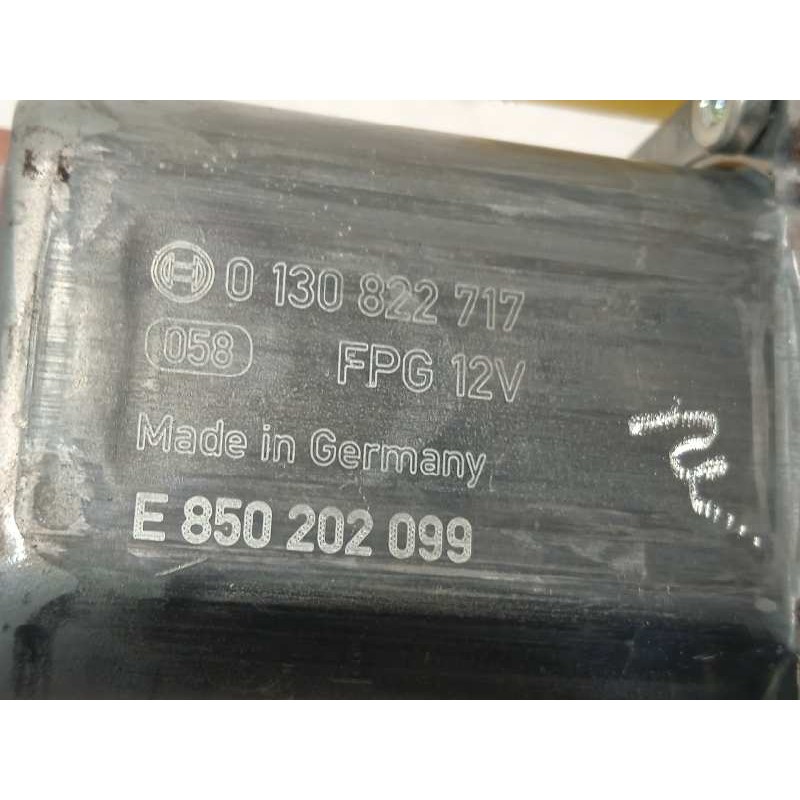 0 130 822 717
058 FPG 12V
Made in Germany
E 850 202 099